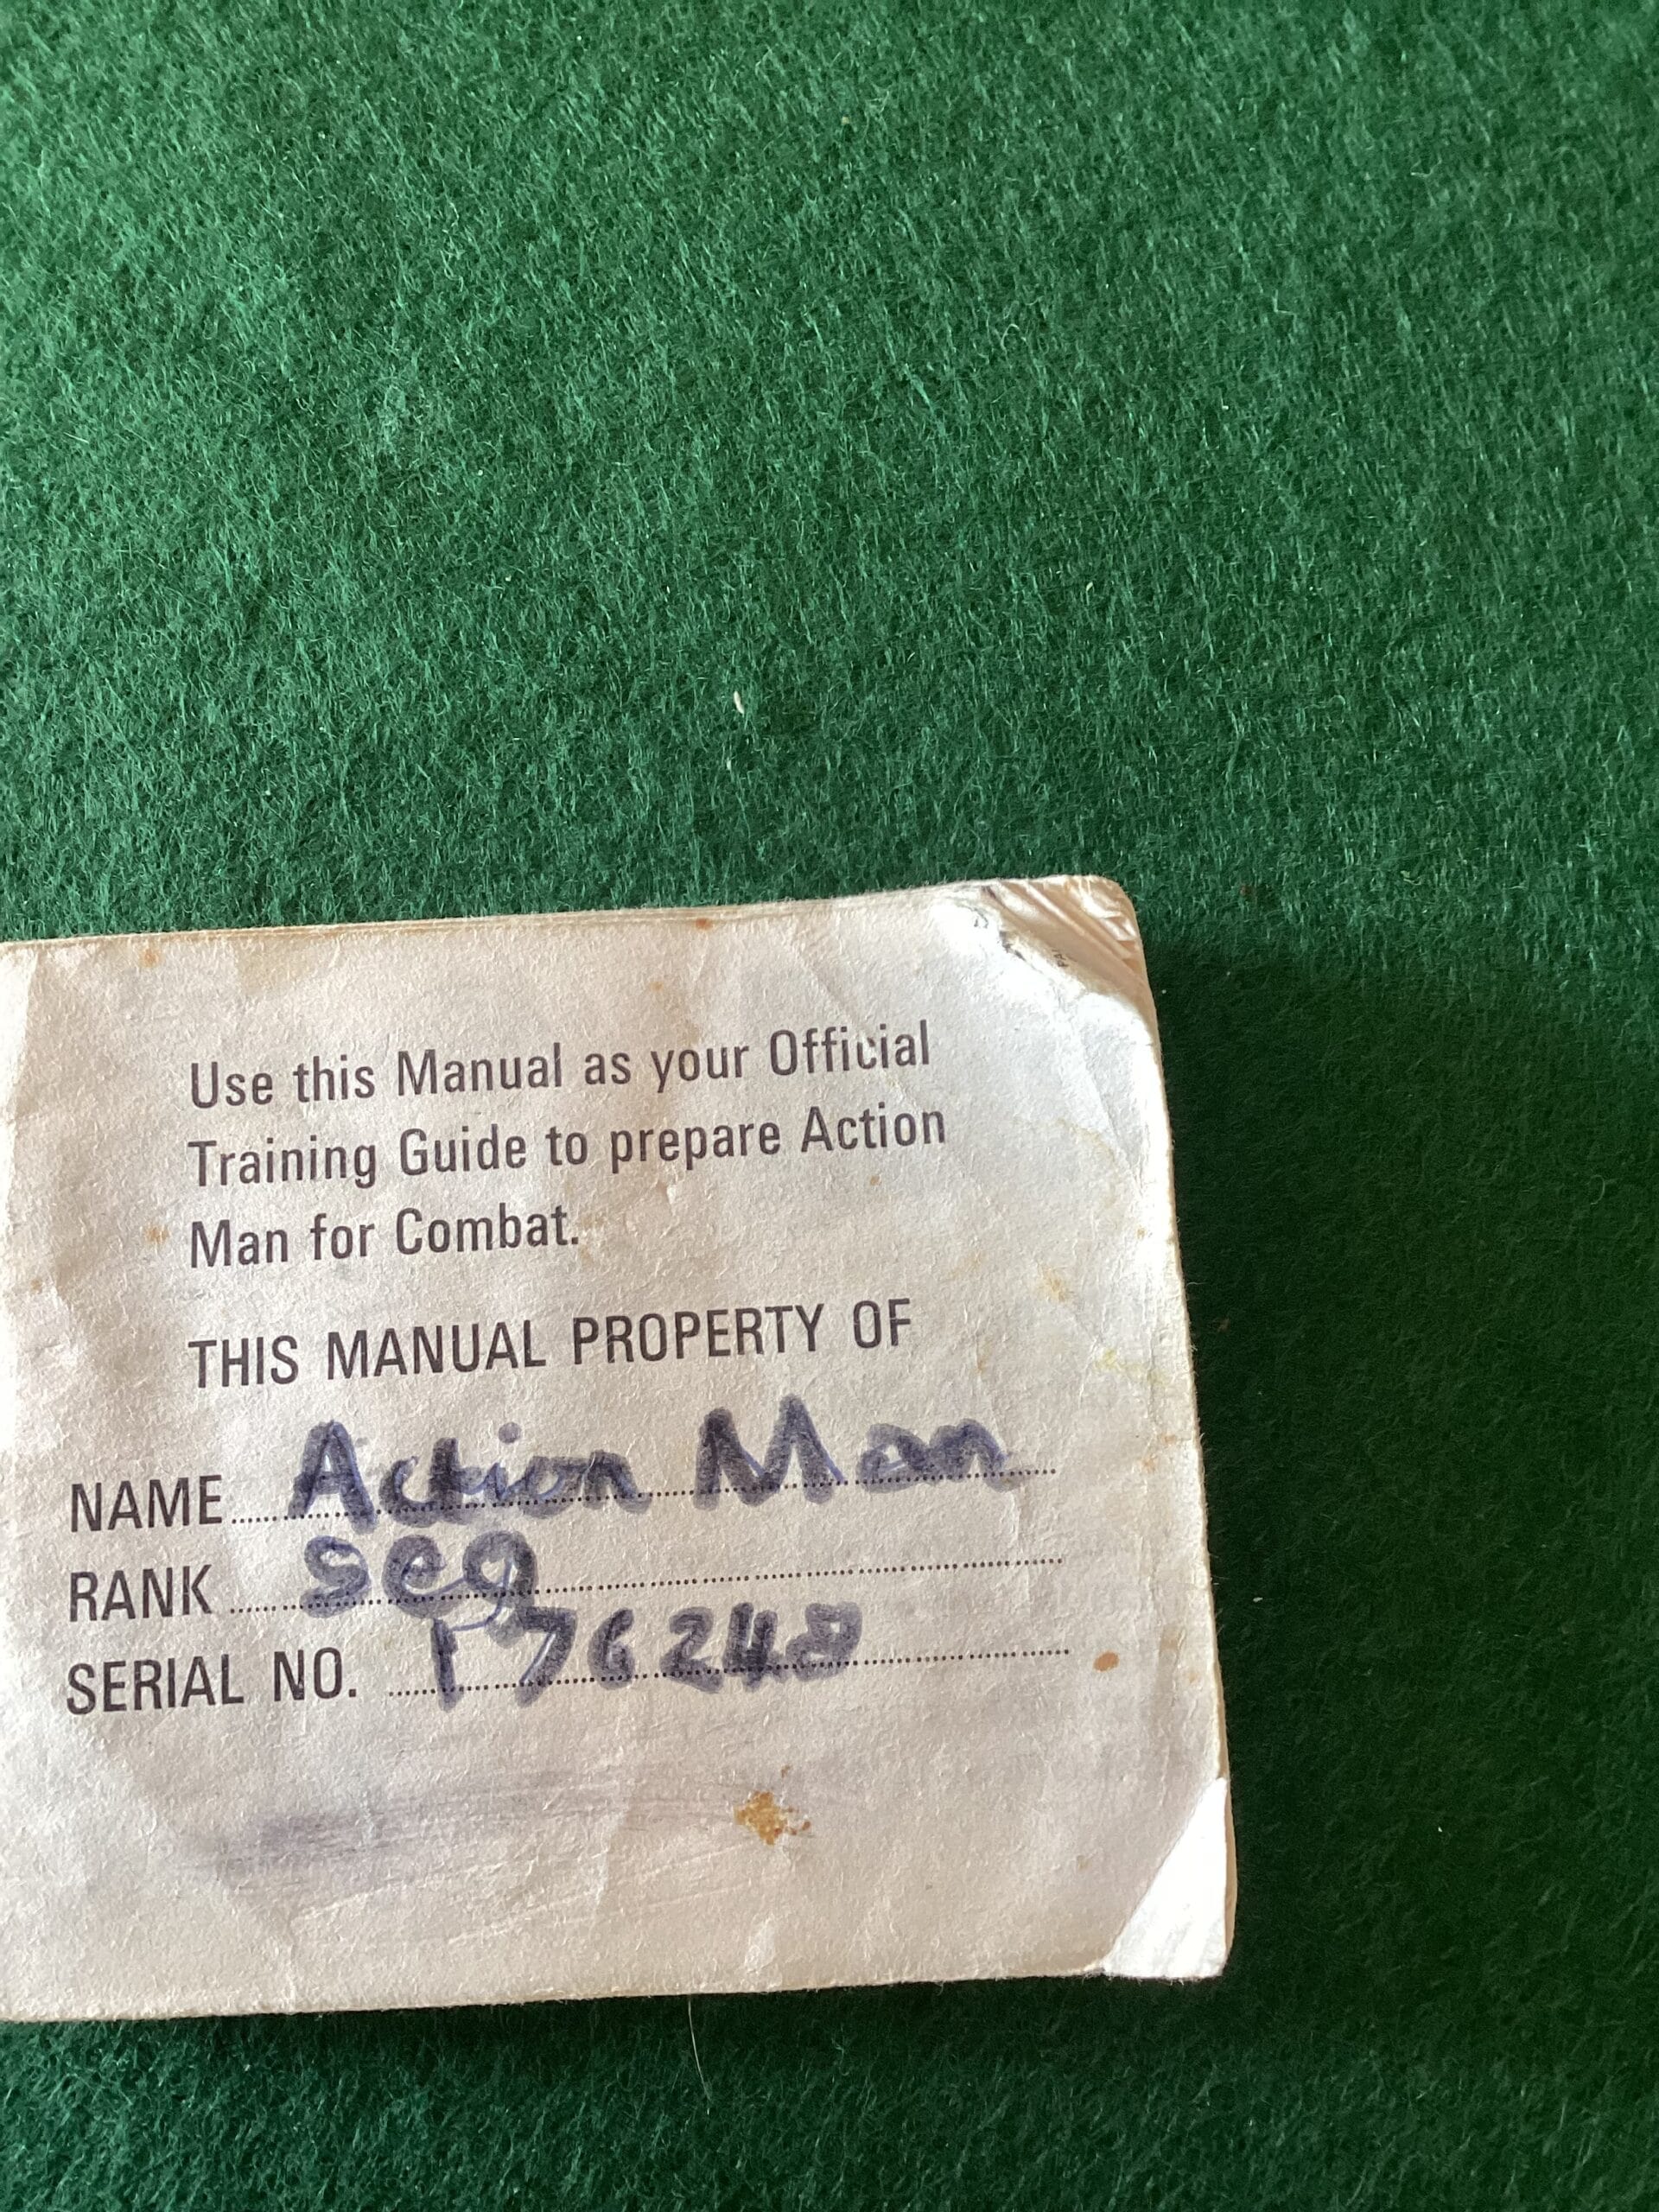 Use this Manual as your Official
Training Guide to prepare Action
Man for Combat.
THIS MANUAL PROPERTY OF
NAME Action Man
RANK seg
SERIAL NO. 176248